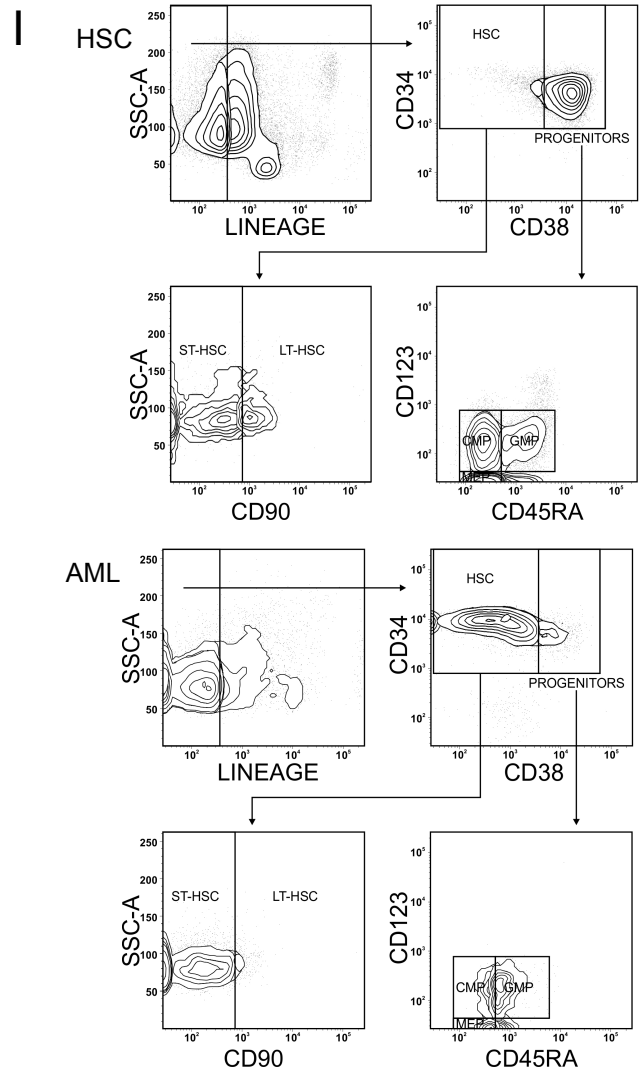 I
HSC
SSC-A
250
200
150
100
50
10² 10³ 10⁴ 10⁵
LINEAGE
CD34
10⁵
10⁴
10³
10²
HSC
PROGENITORS
10² 10³ 10⁴ 10⁵
CD38
SSC-A
250
200
150
100
50
ST-HSC LT-HSC
10² 10³ 10⁴ 10⁵
CD90
CD123
10⁵
10⁴
10³
10²
CMP GMP
MEP
10² 10³ 10⁴ 10⁵
CD45RA
AML
SSC-A
250
200
150
100
50
10² 10³ 10⁴ 10⁵
LINEAGE
CD34
10⁵
10⁴
10³
10²
HSC
PROGENITORS
10² 10³ 10⁴ 10⁵
CD38
SSC-A
250
200
150
100
50
ST-HSC LT-HSC
10² 10³ 10⁴ 10⁵
CD90
CD123
10⁵
10⁴
10³
10²
CMP GMP
MEP
10² 10³ 10⁴ 10⁵
CD45RA